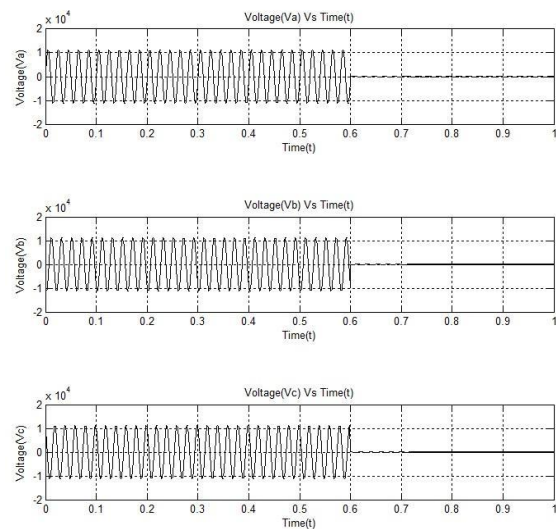 x 10^4
Voltage(Va) Vs Time(t)
Voltage(Va)
2
1
0
-1
-2
0 0.1 0.2 0.3 0.4 0.5 0.6 0.7 0.8 0.9 1
Time(t)
x 10^4
Voltage(Vb) Vs Time(t)
Voltage(Vb)
2
1
0
-1
-2
0 0.1 0.2 0.3 0.4 0.5 0.6 0.7 0.8 0.9 1
Time(t)
x 10^4
Voltage(Vc) Vs Time(t)
Voltage(Vc)
2
1
0
-1
-2
0 0.1 0.2 0.3 0.4 0.5 0.6 0.7 0.8 0.9 1
Time(t)